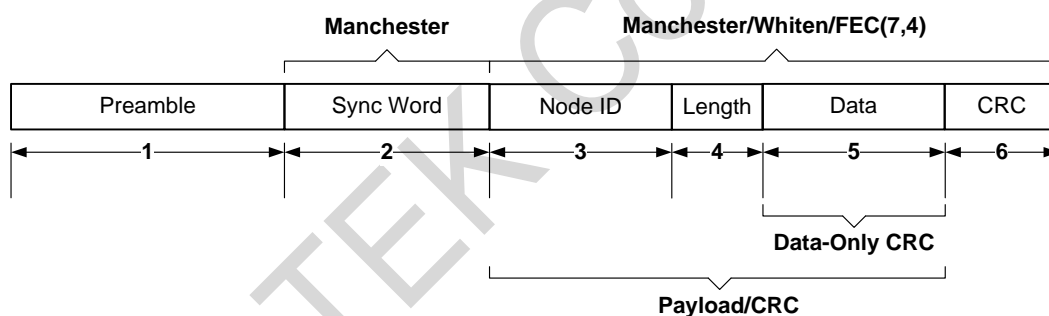 Manchester
Manchester/Whiten/FEC(7,4)
Preamble
Sync Word
Node ID
Length
Data
CRC
1
2
3
4
5
6
Data-Only CRC
Payload/CRC
TEK